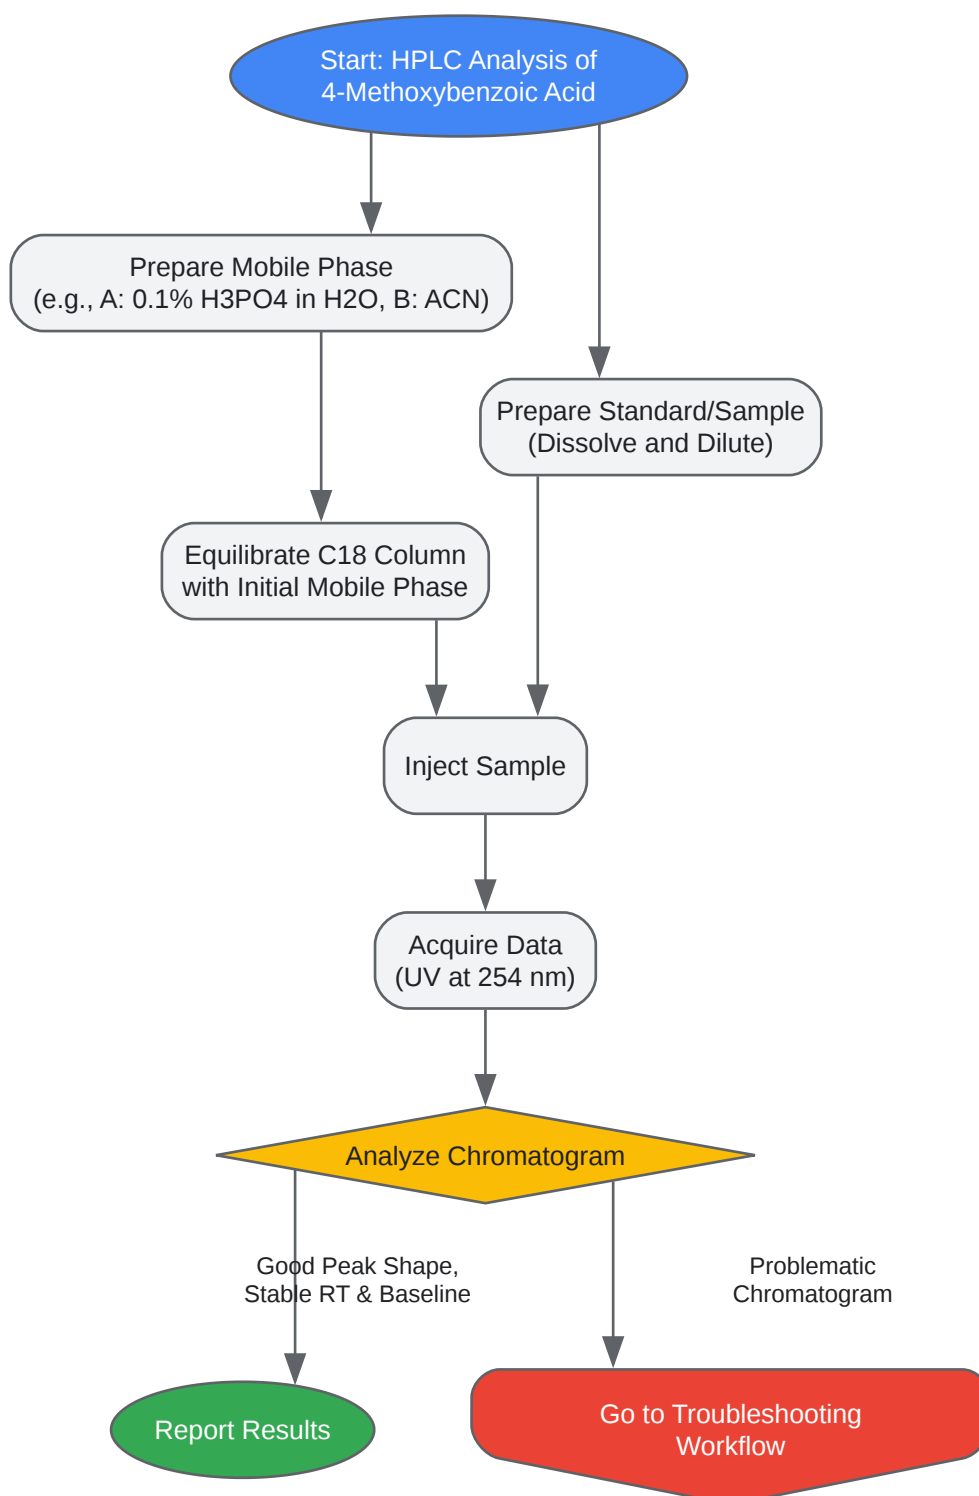 Start: HPLC Analysis of
4-Methoxybenzoic Acid
Prepare Mobile Phase
(e.g., A: 0.1% H3PO4 in H2O, B: ACN)
Prepare Standard/Sample
(Dissolve and Dilute)
Equilibrate C18 Column
with Initial Mobile Phase
Inject Sample
Acquire Data
(UV at 254 nm)
Analyze Chromatogram
Good Peak Shape,
Stable RT & Baseline
Problematic
Chromatogram
Report Results
Go to Troubleshooting
Workflow